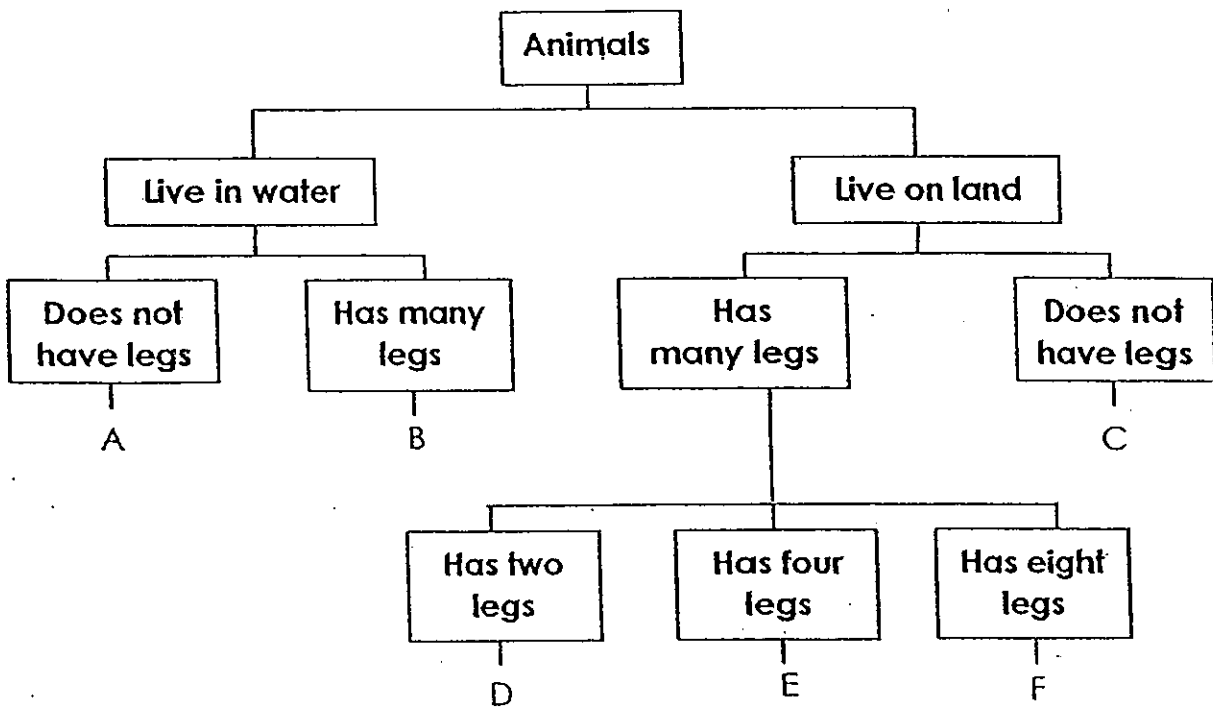 Animals
Live in water
Live on land
Does not
have legs
Has many
legs
Has
many legs
Does not
have legs
A
B
C
Has two
legs
Has four
legs
Has eight
legs
D
E
F